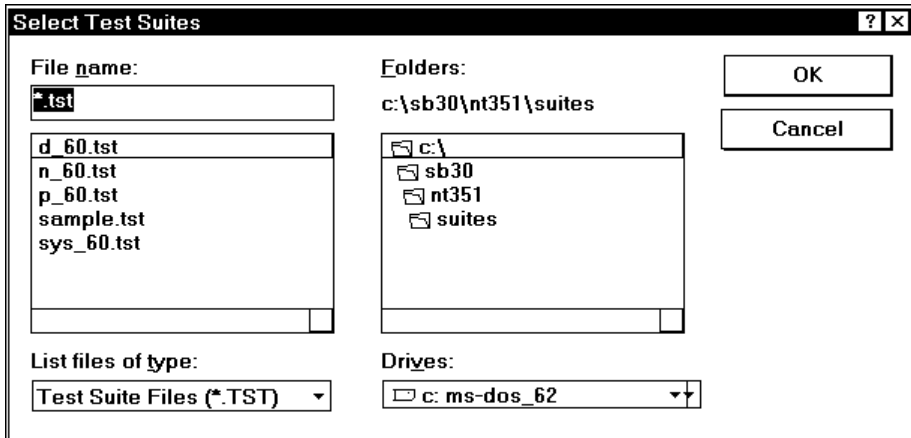 Select Test Suites
File name:
*.tst
d_60.tst
n_60.tst
p_60.tst
sample.tst
sys_60.tst
List files of type:
Test Suite Files (*.TST)
Folders:
c:\sb30\nt351\suites
c:\
sb30
nt351
suites
Drives:
c: ms-dos_62
OK
Cancel